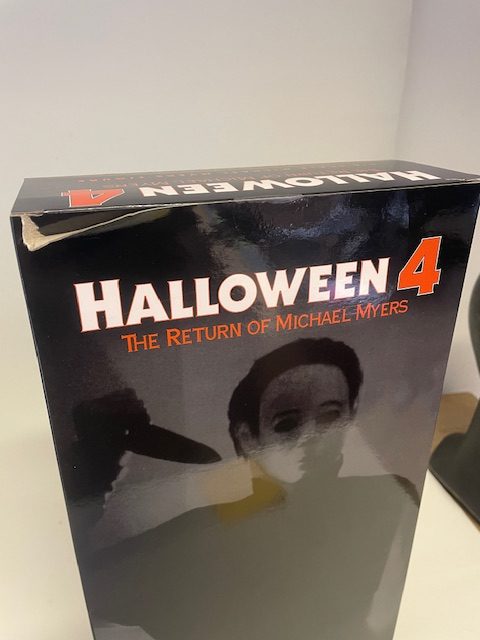 HALLOWEEN 4
HALLOWEEN 4
THE RETURN OF MICHAEL MYERS